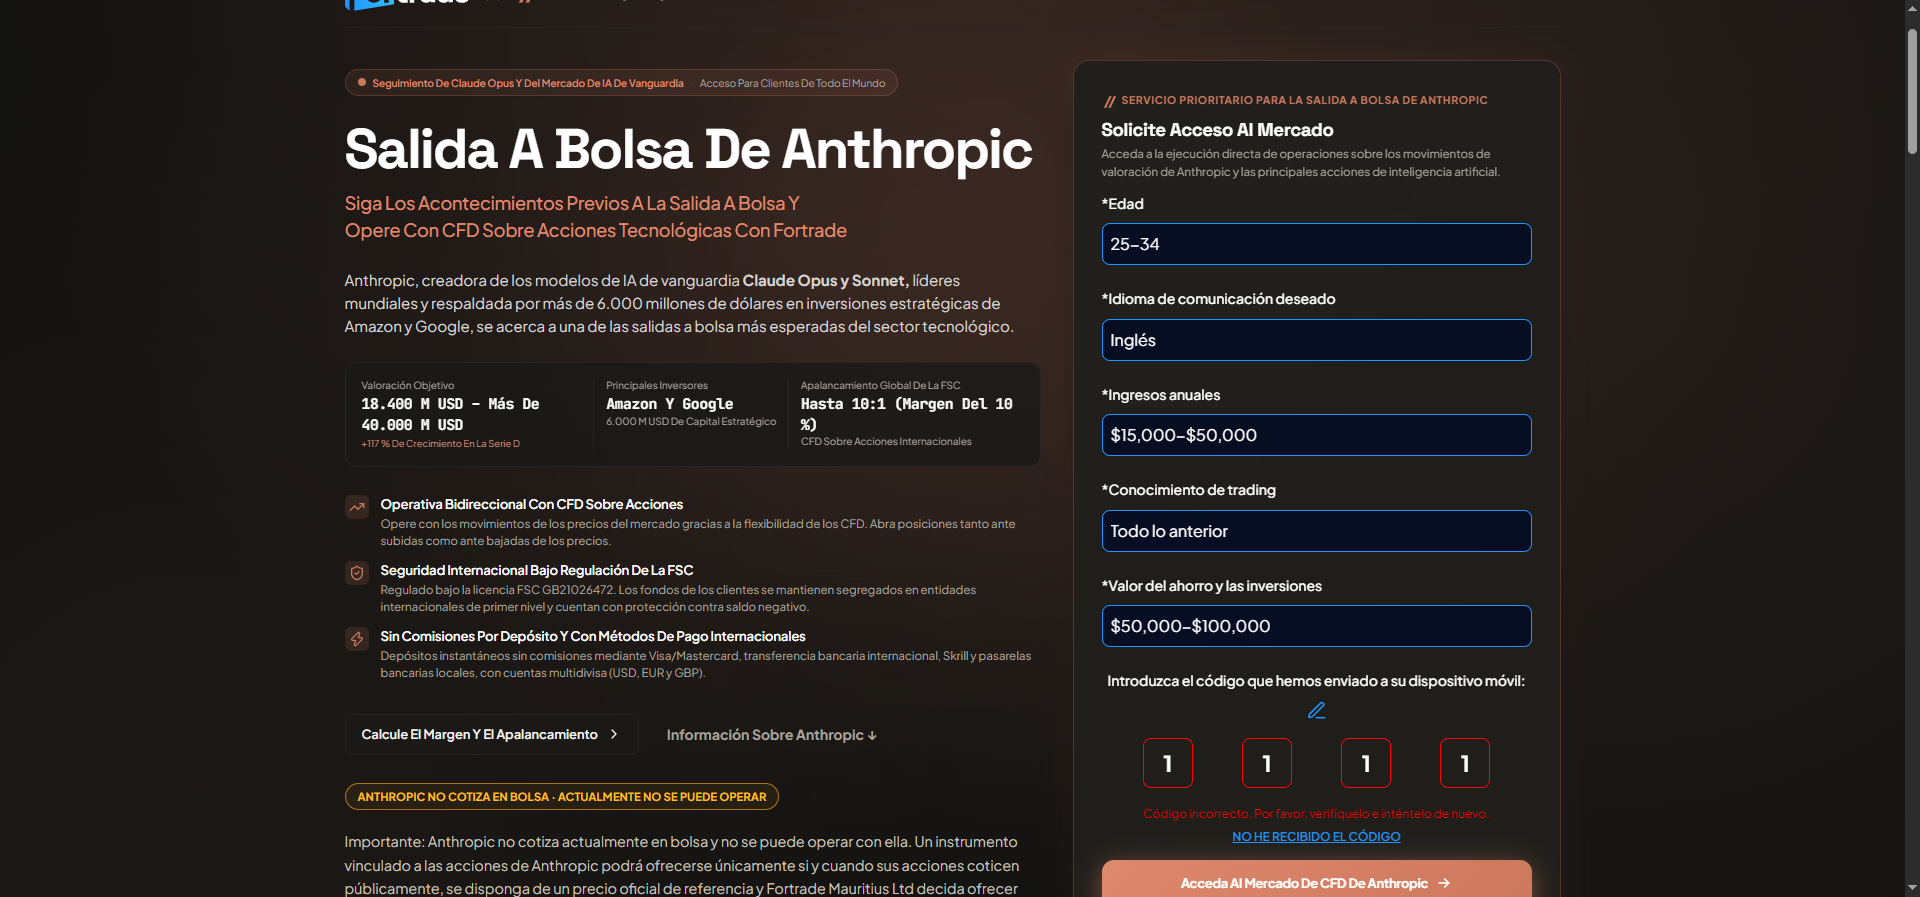 Seguimiento De Claude Opus Y Del Mercado De IA De Vanguardia · Acceso Para Clientes De Todo El Mundo
Salida A Bolsa De Anthropic
Siga Los Acontecimientos Previos A La Salida A Bolsa Y
Opere Con CFD Sobre Acciones Tecnológicas Con Fortrade
Anthropic, creadora de los modelos de IA de vanguardia Claude Opus y Sonnet, líderes
mundiales y respaldada por más de 6.000 millones de dólares en inversiones estratégicas de
Amazon y Google, se acerca a una de las salidas a bolsa más esperadas del sector tecnológico.
Valoración Objetivo
18.400 M USD – Más De
40.000 M USD
+117 % De Crecimiento En La Serie D
Principales Inversores
Amazon Y Google
6.000 M USD De Capital Estratégico
Apalancamiento Global De La FSC
Hasta 10:1 (Margen Del 10
%)
CFD Sobre Acciones Internacionales
Operativa Bidireccional Con CFD Sobre Acciones
Opere con los movimientos de los precios del mercado gracias a la flexibilidad de los CFD. Abra posiciones tanto ante
subidas como ante bajadas de los precios.
Seguridad Internacional Bajo Regulación De La FSC
Regulado bajo la licencia FSC GB21026472. Los fondos de los clientes se mantienen segregados en entidades
internacionales de primer nivel y cuentan con protección contra saldo negativo.
Sin Comisiones Por Depósito Y Con Métodos De Pago Internacionales
Depósitos instantáneos sin comisiones mediante Visa/Mastercard, transferencia bancaria internacional, Skrill y pasarelas
bancarias locales, con cuentas multidivisa (USD, EUR y GBP).
Calcule El Margen Y El Apalancamiento
Información Sobre Anthropic ↓
ANTHROPIC NO COTIZA EN BOLSA · ACTUALMENTE NO SE PUEDE OPERAR
Importante: Anthropic no cotiza actualmente en bolsa y no se puede operar con ella. Un instrumento
vinculado a las acciones de Anthropic podrá ofrecerse únicamente si y cuando sus acciones coticen
públicamente, se disponga de un precio oficial de referencia y Fortrade Mauritius Ltd decida ofrecer
// SERVICIO PRIORITARIO PARA LA SALIDA A BOLSA DE ANTHROPIC
Solicite Acceso Al Mercado
Acceda a la ejecución directa de operaciones sobre los movimientos de
valoración de Anthropic y las principales acciones de inteligencia artificial.
*Edad
25–34
*Idioma de comunicación deseado
Inglés
*Ingresos anuales
$15,000–$50,000
*Conocimiento de trading
Todo lo anterior
*Valor del ahorro y las inversiones
$50,000–$100,000
Introduzca el código que hemos enviado a su dispositivo móvil:
1 1 1 1
Código incorrecto. Por favor, verifíquelo e inténtelo de nuevo.
NO HE RECIBIDO EL CÓDIGO
Acceda Al Mercado De CFD De Anthropic →